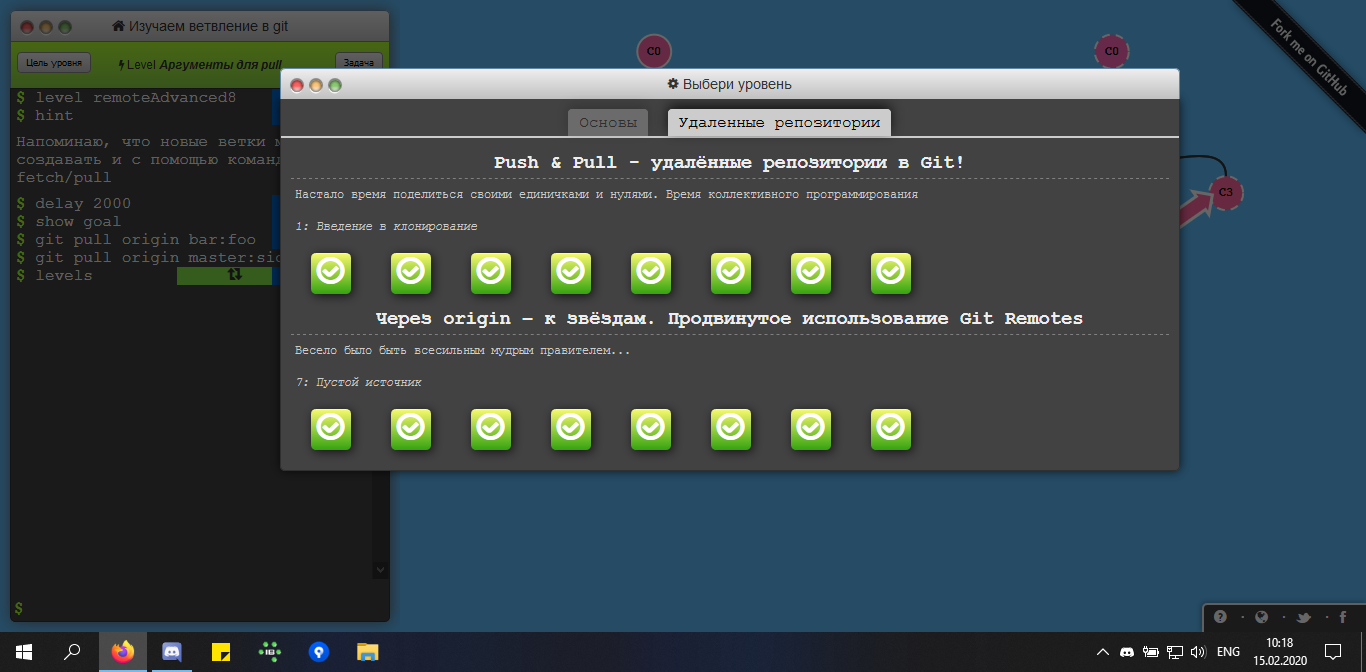 Изучаем ветвление в git
Цель уровня
Level Аргументы для pull
Задача
$ level remoteAdvanced8
$ hint
Напоминаю, что новые ветки
создавать и с помощью
fetch/pull
$ delay 2000
$ show goal
$ git pull origin bar:foo
$ git pull origin
$ levels
$
C0
C0
C3
Fork me on GitHub
Выбери уровень
Основы
Удаленные репозитории
Push & Pull - удалённые репозитории в Git!
Настало время поделиться своими единичками и нулями. Время коллективного программирования
1: Введение в клонирование
Через origin – к звёздам. Продвинутое использование Git Remotes
Весело было быть всесильным мудрым правителем...
7: Пустой источник
ENG
10:18
15.02.2020